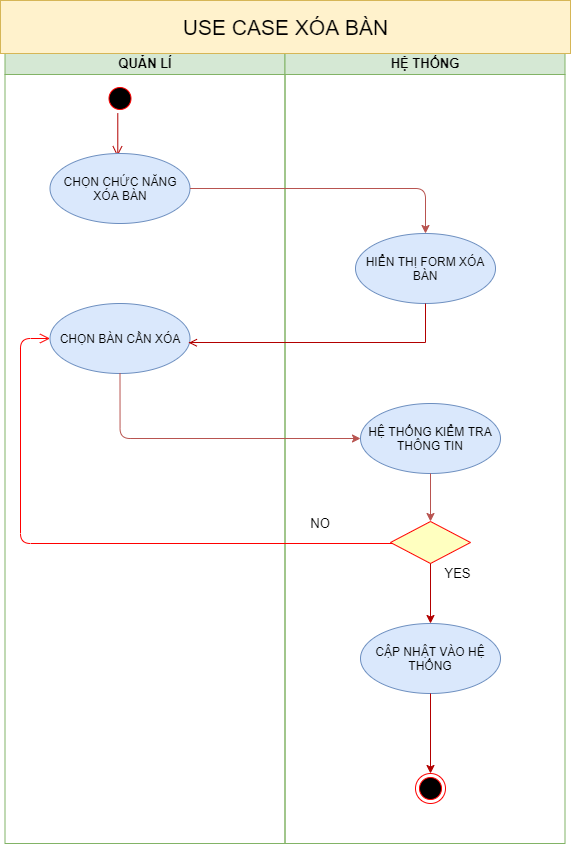 USE CASE XÓA BÀN
QUẢN LÍ
HỆ THỐNG
CHỌN CHỨC NĂNG
XÓA BÀN
HIỂN THỊ FORM XÓA
BÀN
CHỌN BÀN CẦN XÓA
HỆ THỐNG KIỂM TRA
THÔNG TIN
NO
YES
CẬP NHẬT VÀO HỆ
THỐNG